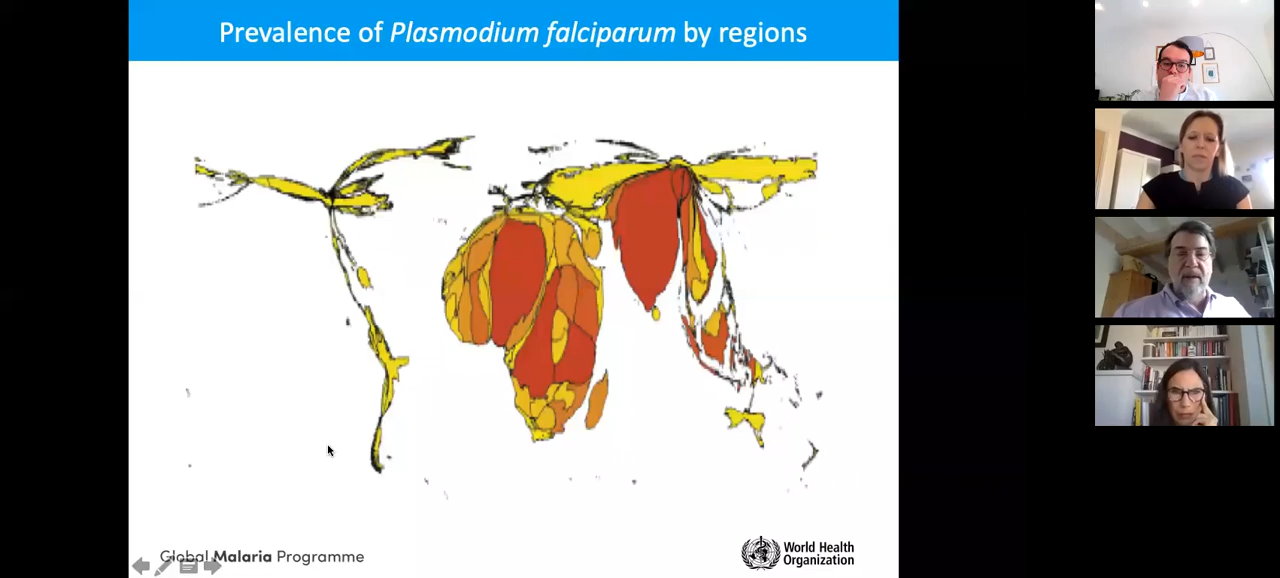 Prevalence of Plasmodium falciparum by regions
Global Malaria Programme
World Health
Organization